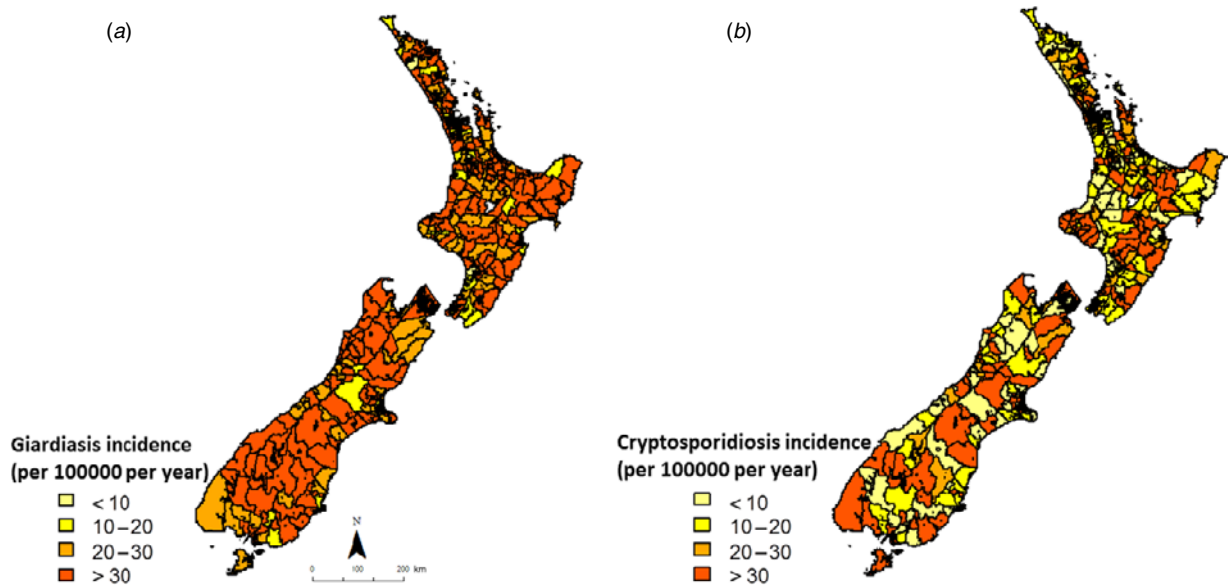 (a)
(b)
Giardiasis incidence
(per 100000 per year)
< 10
10–20
20–30
> 30
N
0 100 200 km
Cryptosporidiosis incidence
(per 100000 per year)
< 10
10–20
20–30
> 30